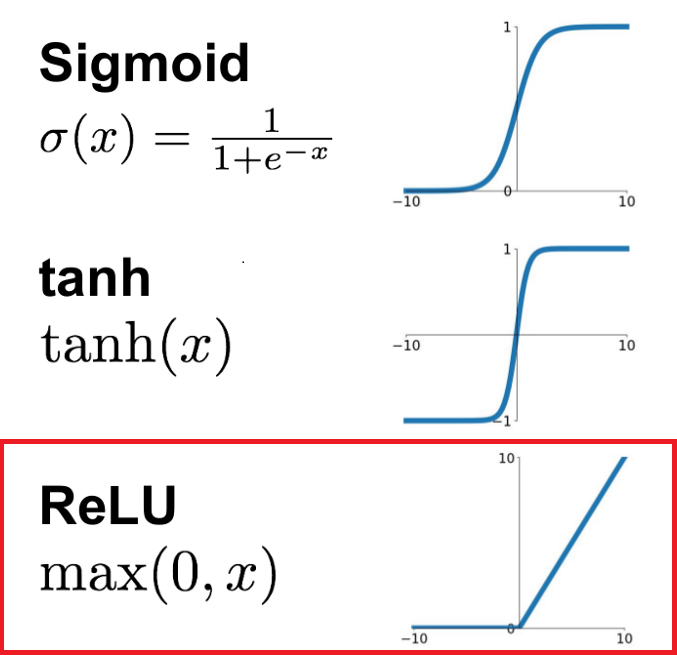 Sigmoid
σ(x) = 1/(1+e^−x)
1
0
−10
10
tanh
tanh(x)
1
−10
10
−1
ReLU
max(0, x)
10
0
−10
10